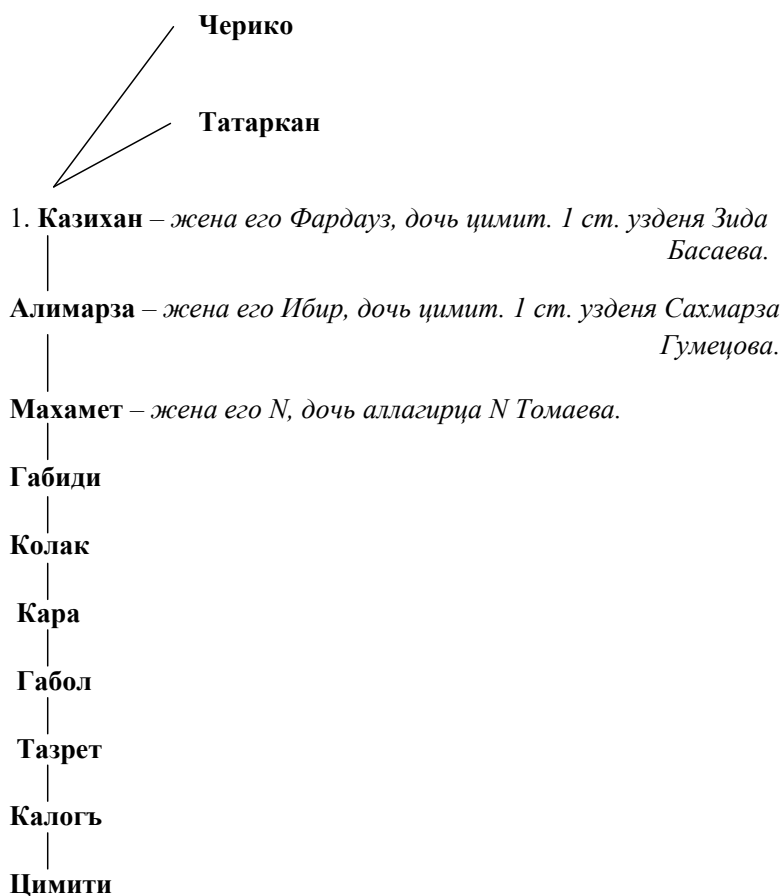 Черико
Татаркан
1. Казихан – жена его Фардауз, дочь цимит. 1 ст. узденя Зида
Басаева.
Алимарза – жена его Ибир, дочь цимит. 1 ст. узденя Сахмарза
Гумецова.
Махамет – жена его N, дочь аллагирца N Томаева.
Габиди
Колак
Кара
Габол
Тазрет
Калогъ
Цимити